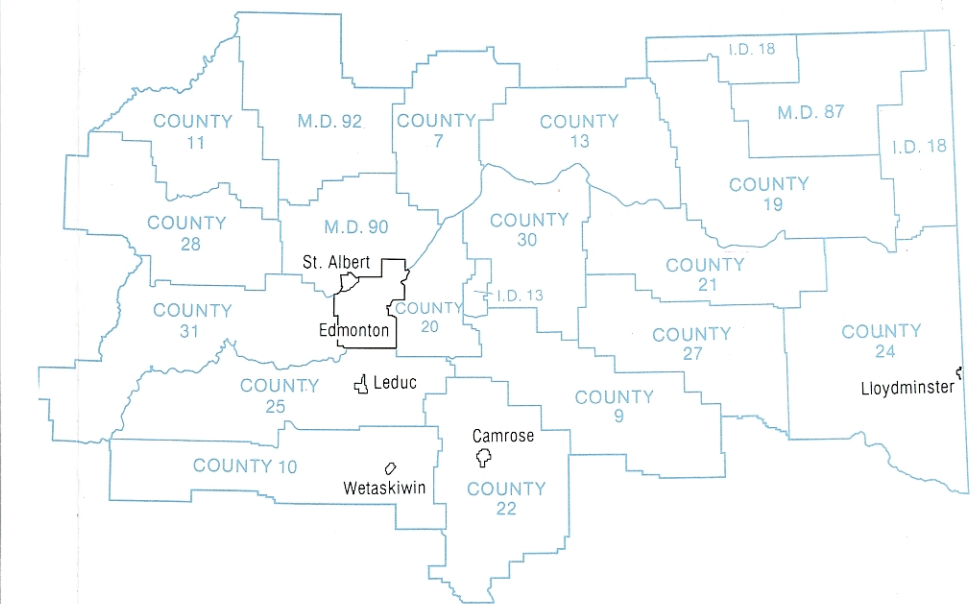 I.D. 18
COUNTY
11
M.D. 92
COUNTY
7
COUNTY
13
M.D. 87
I.D. 18
COUNTY
19
COUNTY
28
M.D. 90
COUNTY
30
St. Albert
COUNTY
21
I.D. 13
COUNTY
31
COUNTY
20
Edmonton
COUNTY
27
COUNTY
24
COUNTY
25
Leduc
COUNTY
9
Lloydminster
Camrose
COUNTY 10
Wetaskiwin
COUNTY
22